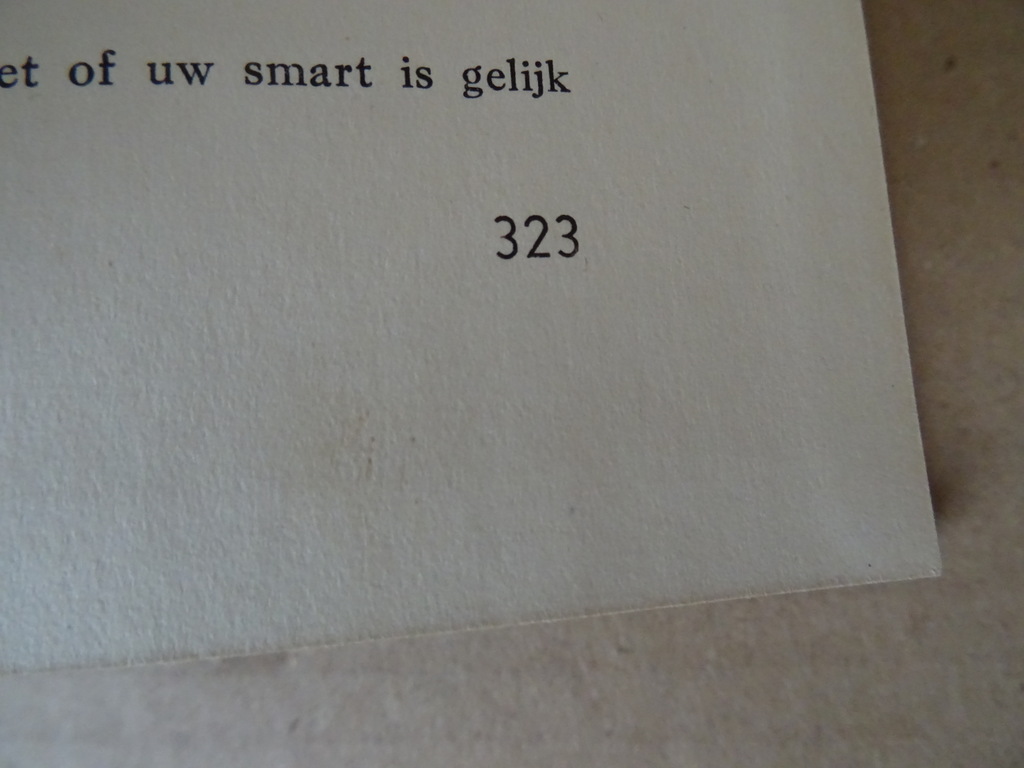 et of uw smart is gelijk
323